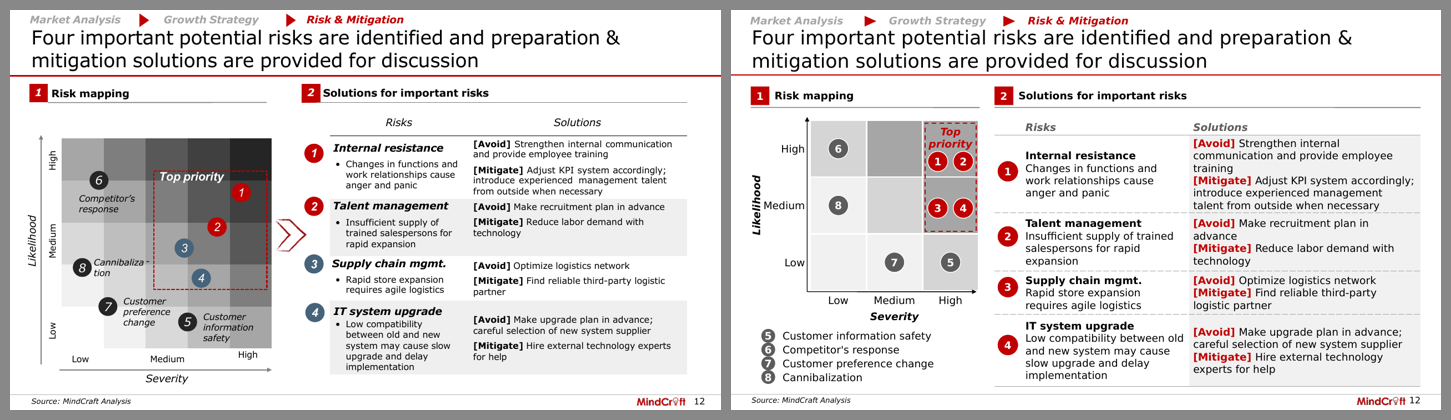 Market Analysis Growth Strategy Risk & Mitigation
Four important potential risks are identified and preparation &
mitigation solutions are provided for discussion
1 Risk mapping
High
Medium
Low
Likelihood
Top priority
6
Competitor's
response
1
2
3
4
8 Cannibaliza-
tion
7 Customer
preference
change
5 Customer
information
safety
Low Medium High
Severity
2 Solutions for important risks
Risks Solutions
1 Internal resistance
• Changes in functions and
work relationships cause
anger and panic
[Avoid] Strengthen internal communication
and provide employee training
[Mitigate] Adjust KPI system accordingly;
introduce experienced management talent
from outside when necessary
2 Talent management
• Insufficient supply of
trained salespersons for
rapid expansion
[Avoid] Make recruitment plan in advance
[Mitigate] Reduce labor demand with
technology
3 Supply chain mgmt.
• Rapid store expansion
requires agile logistics
[Avoid] Optimize logistics network
[Mitigate] Find reliable third-party logistic
partner
4 IT system upgrade
• Low compatibility
between old and new
system may cause slow
upgrade and delay
implementation
[Avoid] Make upgrade plan in advance;
careful selection of new system supplier
[Mitigate] Hire external technology experts
for help
Source: MindCraft Analysis
MindCraft 12
Market Analysis Growth Strategy Risk & Mitigation
Four important potential risks are identified and preparation &
mitigation solutions are provided for discussion
1 Risk mapping
Likelihood
High
Medium
Low
6
Top
priority
1 2
8
3 4
7 5
Low Medium High
Severity
5 Customer information safety
6 Competitor's response
7 Customer preference change
8 Cannibalization
2 Solutions for important risks
Risks Solutions
1 Internal resistance
Changes in functions and
work relationships cause
anger and panic
[Avoid] Strengthen internal
communication and provide employee
training
[Mitigate] Adjust KPI system accordingly;
introduce experienced management
talent from outside when necessary
2 Talent management
Insufficient supply of trained
salespersons for rapid
expansion
[Avoid] Make recruitment plan in
advance
[Mitigate] Reduce labor demand with
technology
3 Supply chain mgmt.
Rapid store expansion
requires agile logistics
[Avoid] Optimize logistics network
[Mitigate] Find reliable third-party
logistic partner
4 IT system upgrade
Low compatibility between old
and new system may cause
slow upgrade and delay
implementation
[Avoid] Make upgrade plan in advance;
careful selection of new system supplier
[Mitigate] Hire external technology
experts for help
Source: MindCraft Analysis
MindCraft 12